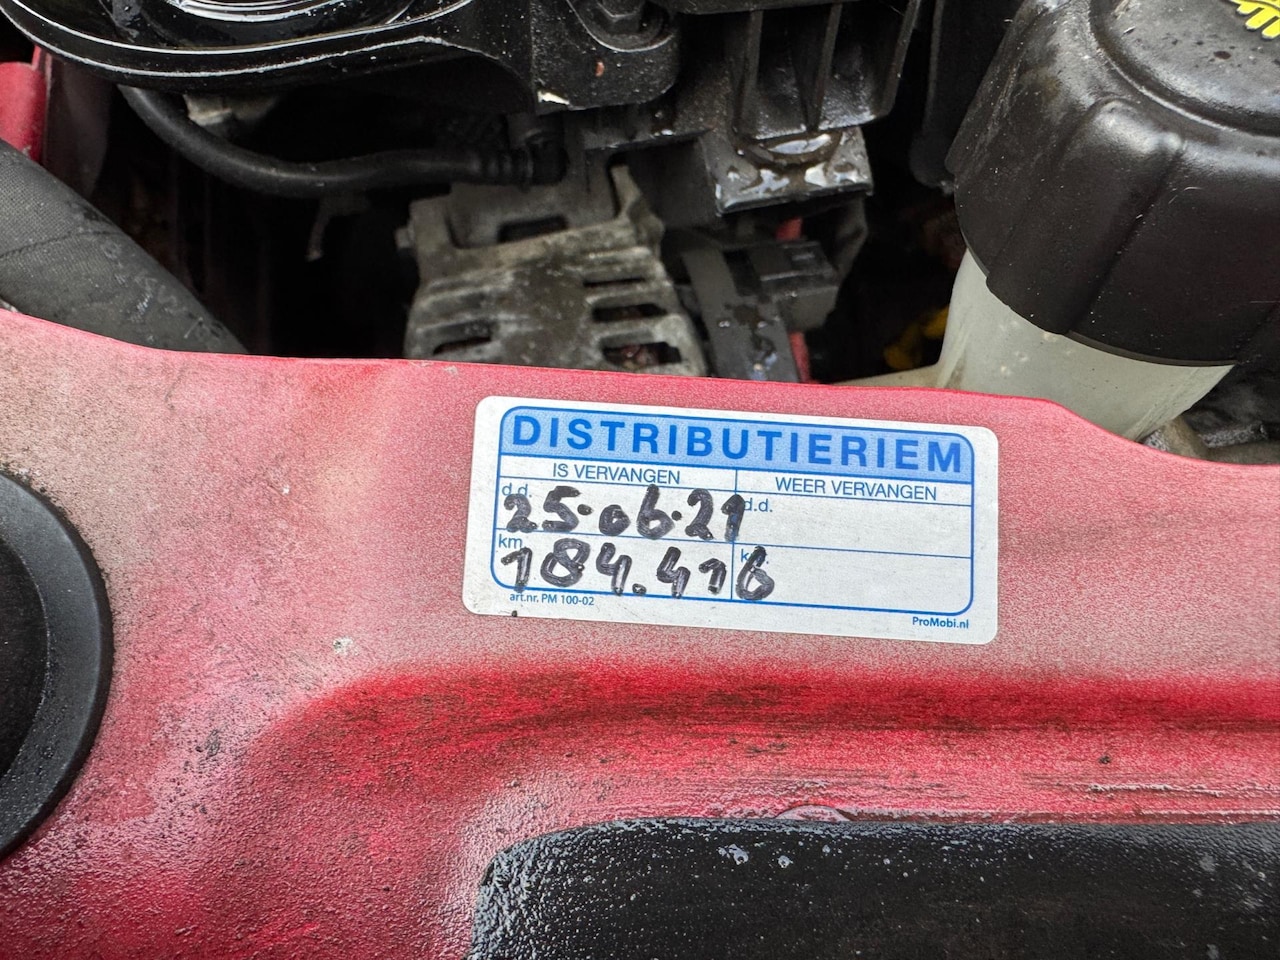 DISTRIBUTIERIEM
IS VERVANGEN
WEER VERVANGEN
d.d.
25.06.21
d.d.
km
184.416
art.nr. PM 100-02
ProMobi.nl